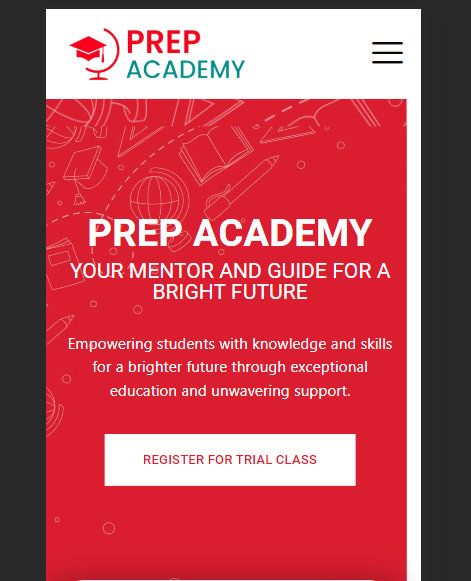 PREP
ACADEMY
PREP ACADEMY
YOUR MENTOR AND GUIDE FOR A
BRIGHT FUTURE
Empowering students with knowledge and skills
for a brighter future through exceptional
education and unwavering support.
REGISTER FOR TRIAL CLASS